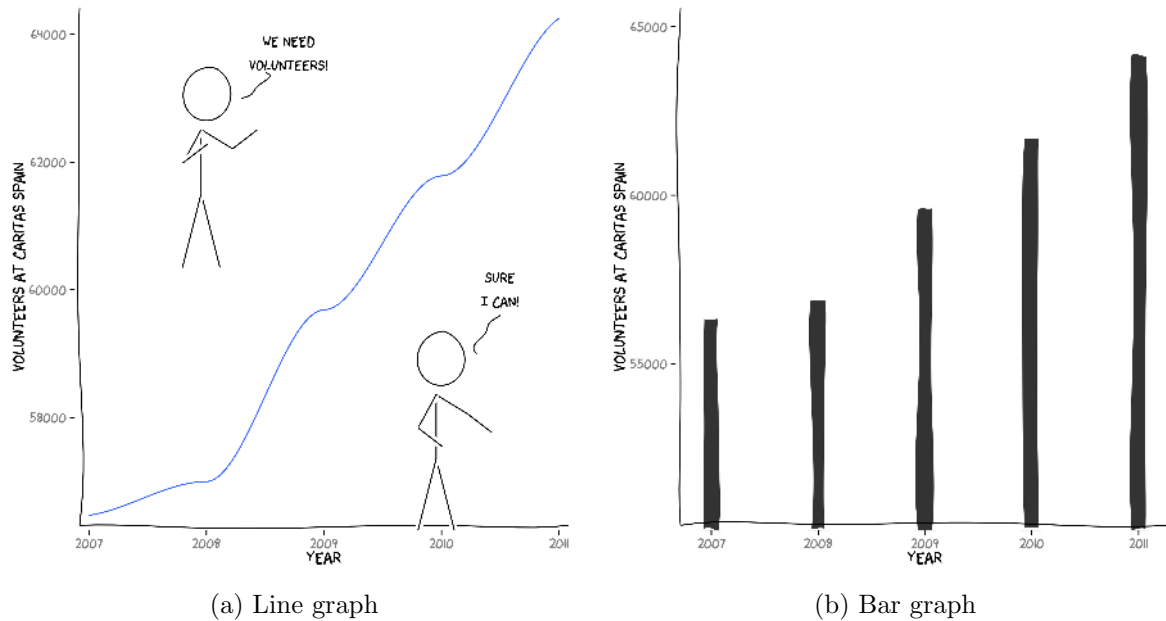 64000
62000
60000
58000
VOLUNTEERS AT CARITAS SPAIN
WE NEED
VOLUNTEERS!
SURE
I CAN!
2007
2008
2009
2010
2011
YEAR
(a) Line graph
65000
60000
55000
VOLUNTEERS AT CARITAS SPAIN
2007
2008
2009
2010
2011
YEAR
(b) Bar graph